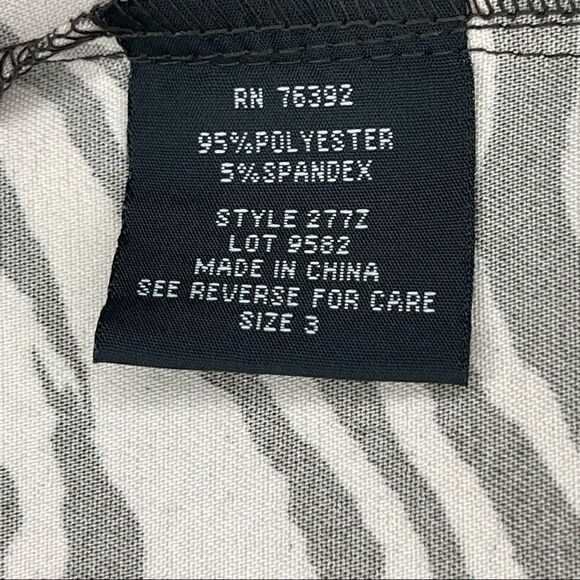 RN 76392
95%POLYESTER
5%SPANDEX
STYLE 277Z
LOT 9582
MADE IN CHINA
SEE REVERSE FOR CARE
SIZE 3